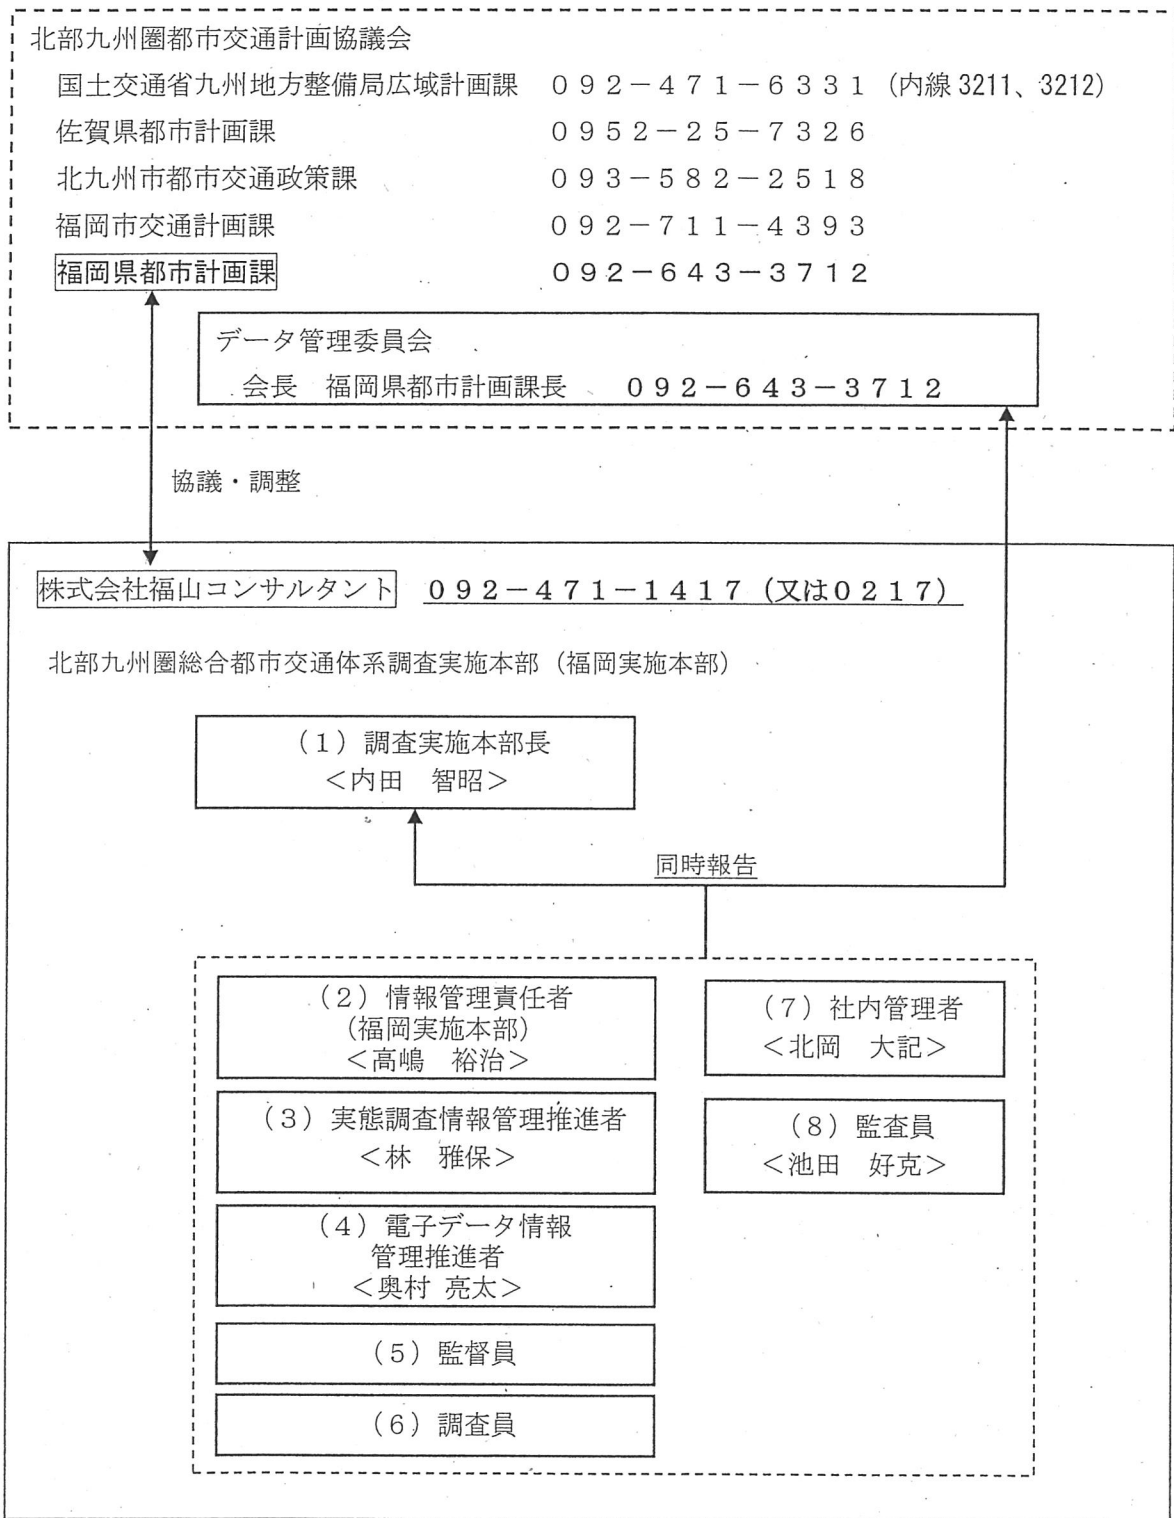 北部九州圏都市交通計画協議会
国土交通省九州地方整備局広域計画課 092-471-6331 (内線3211、3212)
佐賀県都市計画課 0952-25-7326
北九州市都市交通政策課 093-582-2518
福岡市交通計画課 092-711-4393
福岡県都市計画課 092-643-3712
データ管理委員会
会長 福岡県都市計画課長 092-643-3712
協議・調整
株式会社福山コンサルタント 092-471-1417(又は0217)
北部九州圏総合都市交通体系調査実施本部(福岡実施本部)
(1)調査実施本部長
<内田 智昭>
同時報告
(2)情報管理責任者
(福岡実施本部)
<高嶋 裕治>
(3)実態調査情報管理推進者
<林 雅保>
(4)電子データ情報
管理推進者
<奥村 亮太>
(5)監督員
(6)調査員
(7)社内管理者
<北岡 大記>
(8)監査員
<池田 好克>